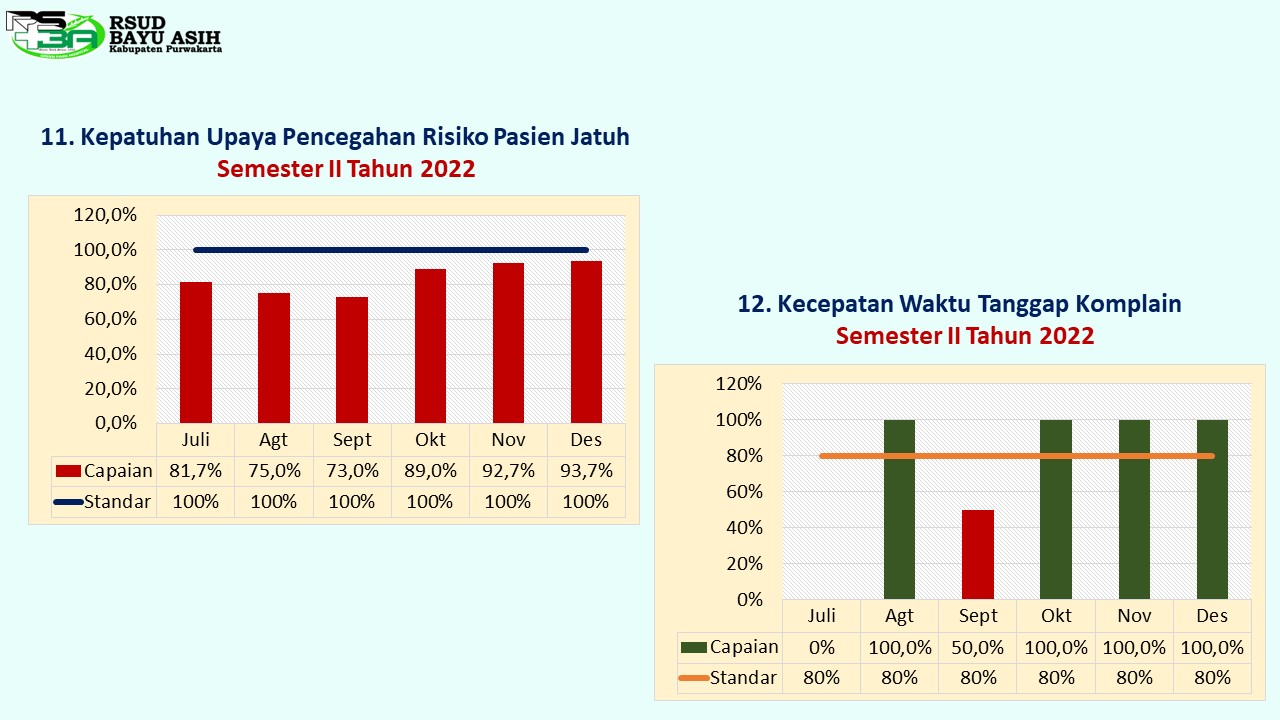 RSUD
BAYU ASIH
Kabupaten Purwakarta
11. Kepatuhan Upaya Pencegahan Risiko Pasien Jatuh
Semester II Tahun 2022
120,0%
100,0%
80,0%
60,0%
40,0%
20,0%
0,0%
Juli Agt Sept Okt Nov Des
Capaian 81,7% 75,0% 73,0% 89,0% 92,7% 93,7%
Standar 100% 100% 100% 100% 100% 100%
12. Kecepatan Waktu Tanggap Komplain
Semester II Tahun 2022
120%
100%
80%
60%
40%
20%
0%
Juli Agt Sept Okt Nov Des
Capaian 0% 100,0% 50,0% 100,0% 100,0% 100,0%
Standar 80% 80% 80% 80% 80% 80%